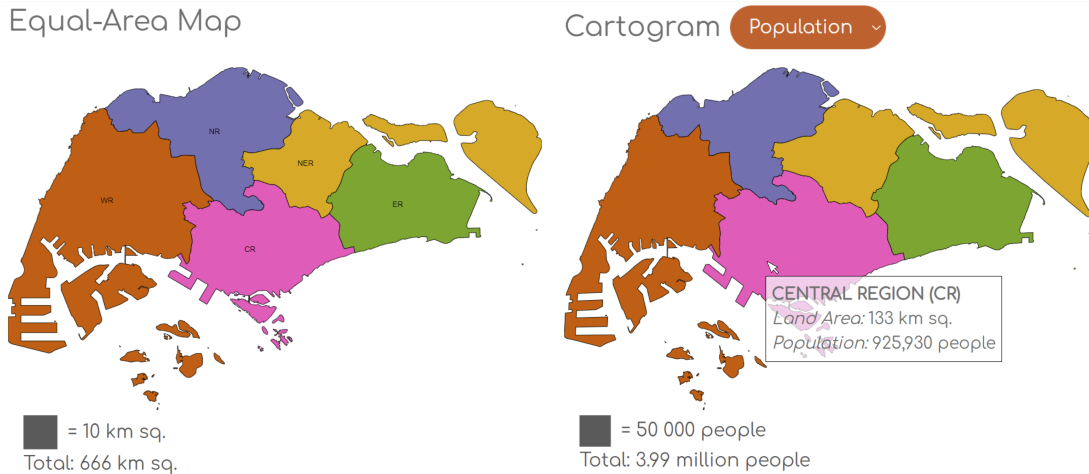 Equal-Area Map
Cartogram Population
NR
NER
WR
ER
CR
CENTRAL REGION (CR)
Land Area: 133 km sq.
Population: 925,930 people
= 10 km sq.
Total: 666 km sq.
= 50 000 people
Total: 3.99 million people